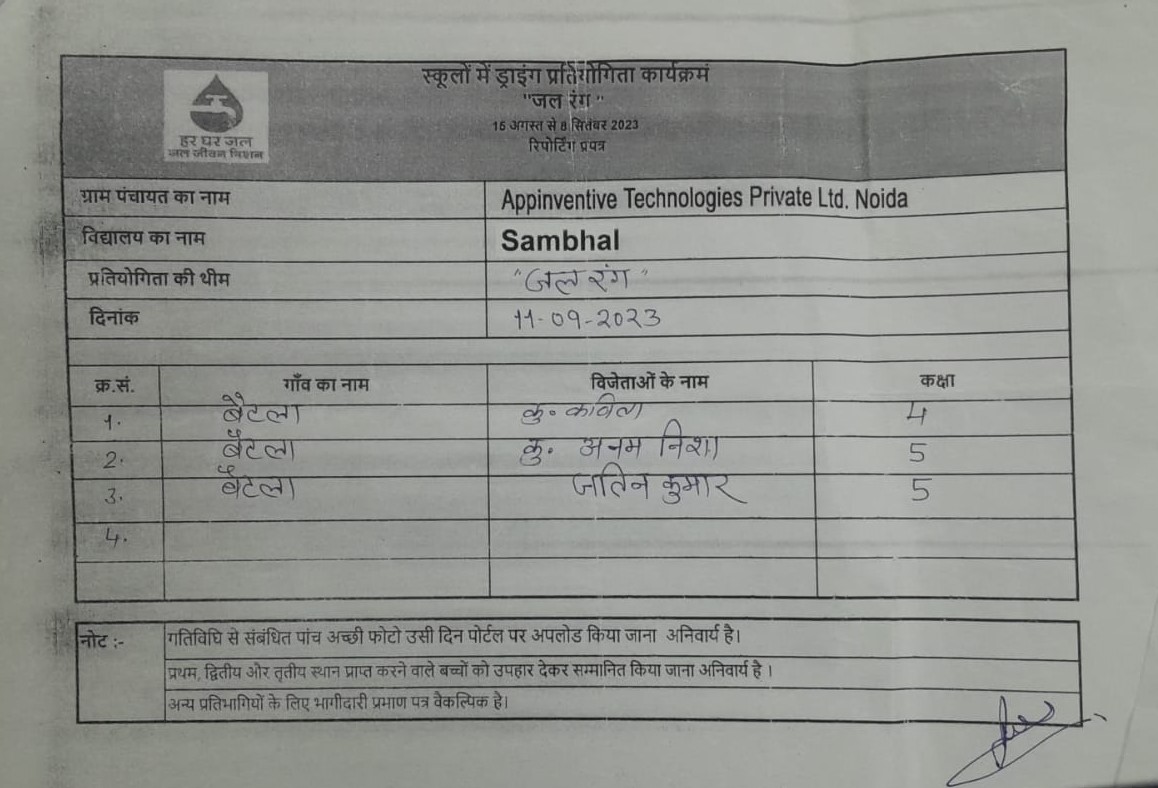 स्कूलों में ड्राइंग प्रतियोगिता कार्यक्रम
"जल रंग "
15 अगस्त से 8 सितंबर 2023
रिपोर्टिंग प्रपत्र
हर घर जल
जल जीवन मिशन
ग्राम पंचायत का नाम Appinventive Technologies Private Ltd. Noida
विद्यालय का नाम Sambhal
प्रतियोगिता की थीम "जल रंग"
दिनांक 11-09-2023
क्र.सं. गाँव का नाम विजेताओं के नाम कक्षा
1. बैटला कु॰ कविता 4
2. बैटला कु॰ अनम निशा 5
3. बैटला जतिन कुमार 5
4.
नोट :- गतिविधि से संबंधित पांच अच्छी फोटो उसी दिन पोर्टल पर अपलोड किया जाना अनिवार्य है।
प्रथम, द्वितीय और तृतीय स्थान प्राप्त करने वाले बच्चों को उपहार देकर सम्मानित किया जाना अनिवार्य है ।
अन्य प्रतिभागियों के लिए भागीदारी प्रमाण पत्र वैकल्पिक है।